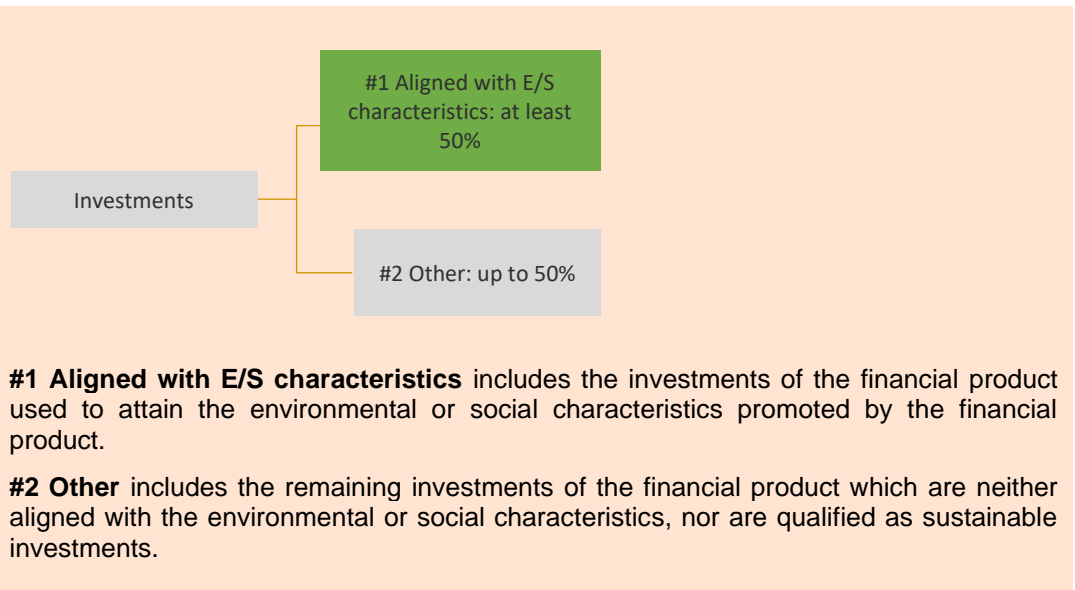 #1 Aligned with E/S
characteristics: at least
50%
Investments
#2 Other: up to 50%
#1 Aligned with E/S characteristics includes the investments of the financial product
used to attain the environmental or social characteristics promoted by the financial
product.
#2 Other includes the remaining investments of the financial product which are neither
aligned with the environmental or social characteristics, nor are qualified as sustainable
investments.